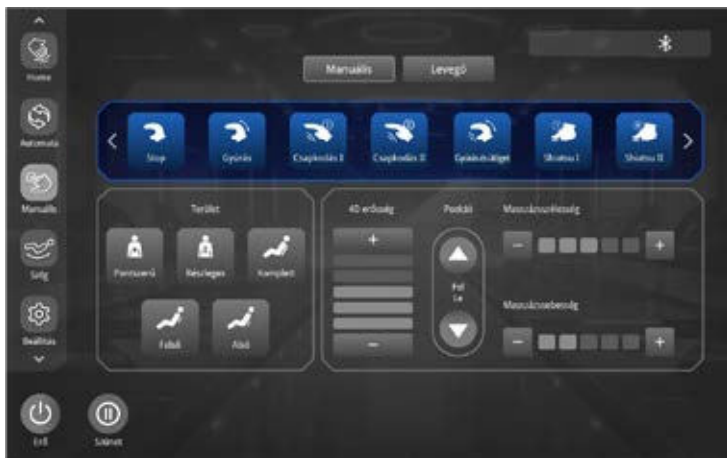 Home
Automata
Manuális
Szög
Beállítás
Manuális
Levegő
Stop
Gyúrás
Csapkodás I
Csapkodás II
Shiatsu I
Shiatsu II
Terület
Pontszerű
Részleges
Komplett
Felső
Alsó
4D erősség
+
−
Pozíció
Fel
Le
Masszázsszélesség
−
+
Masszázssebesség
−
+
Erő
Szünet